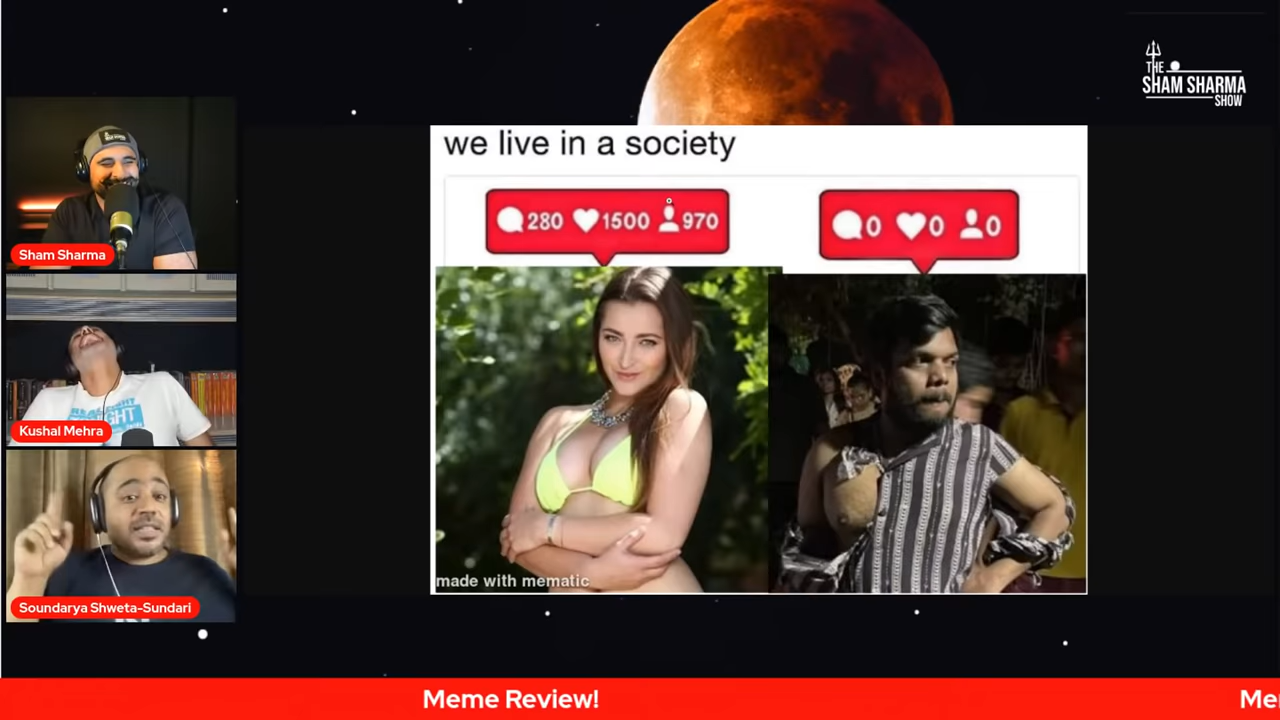 THE
SHAM SHARMA
SHOW
we live in a society
280 1500 970
0 0 0
Sham Sharma
Kushal Mehra
made with mematic
Soundarya Shweta-Sundari
Meme Review!
Me